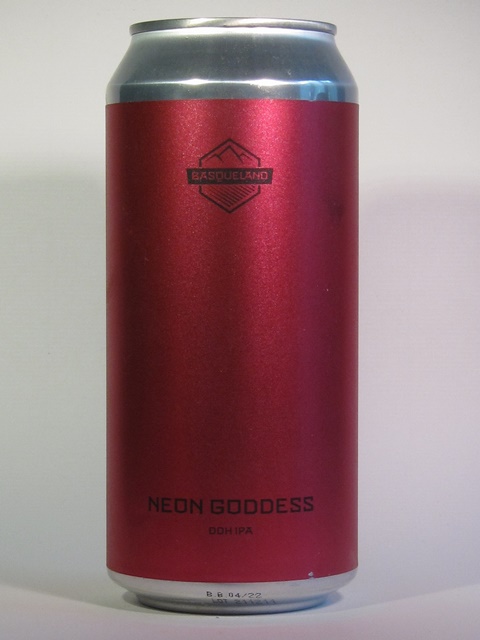 BASQUELAND
NEON GODDESS
DDH IPA
B.B.04/22